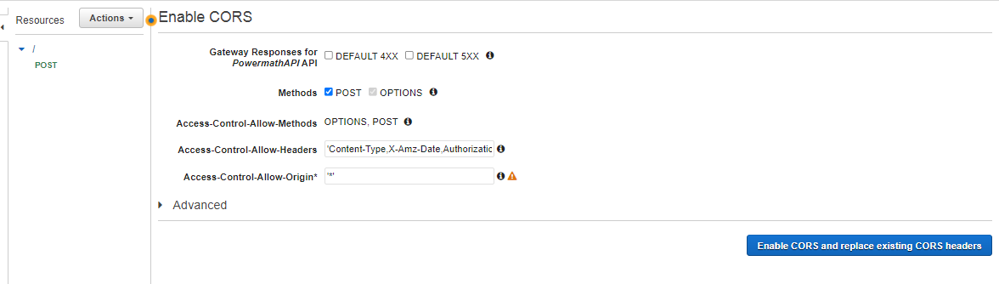 Resources
Actions
Enable CORS
/
POST
Gateway Responses for
PowermathAPI API
DEFAULT 4XX
DEFAULT 5XX
Methods
POST
OPTIONS
Access-Control-Allow-Methods
OPTIONS, POST
Access-Control-Allow-Headers
'Content-Type,X-Amz-Date,Authorizatic
Access-Control-Allow-Origin*
'*'
Advanced
Enable CORS and replace existing CORS headers